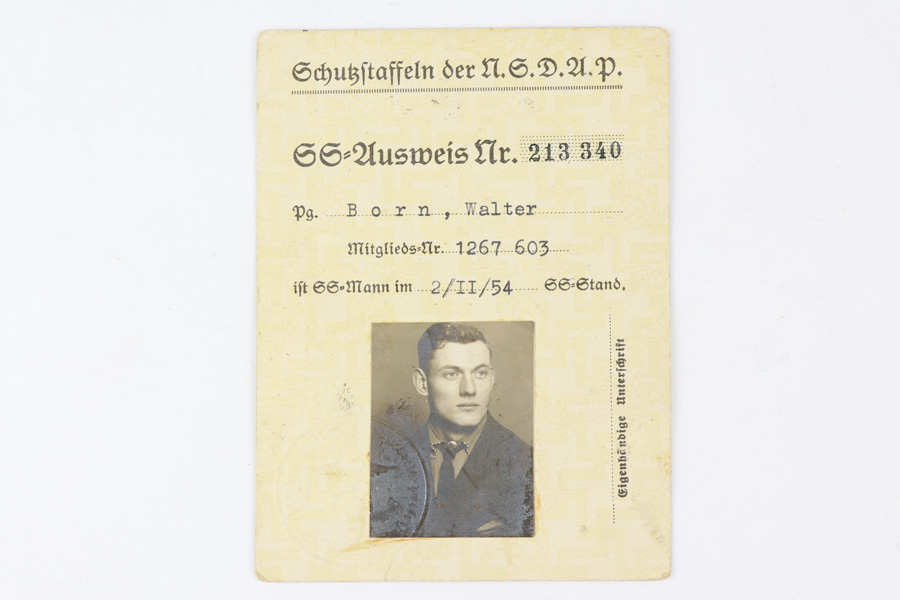 Schutzstaffeln der N.S.D.A.P.
SS-Ausweis Nr. 213 340
Pg. Born, Walter
Mitglieds-Nr. 1267 603
ist SS-Mann im 2/II/54 SS-Stand.
Eigenhändige Unterschrift